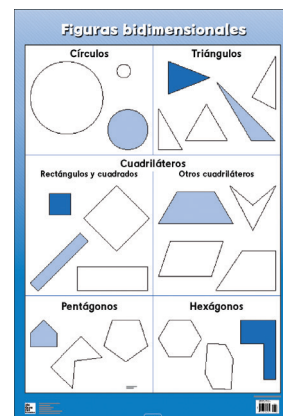 Figuras bidimensionales
Círculos
Triángulos
Cuadriláteros
Rectángulos y cuadrados
Otros cuadriláteros
Pentágonos
Hexágonos